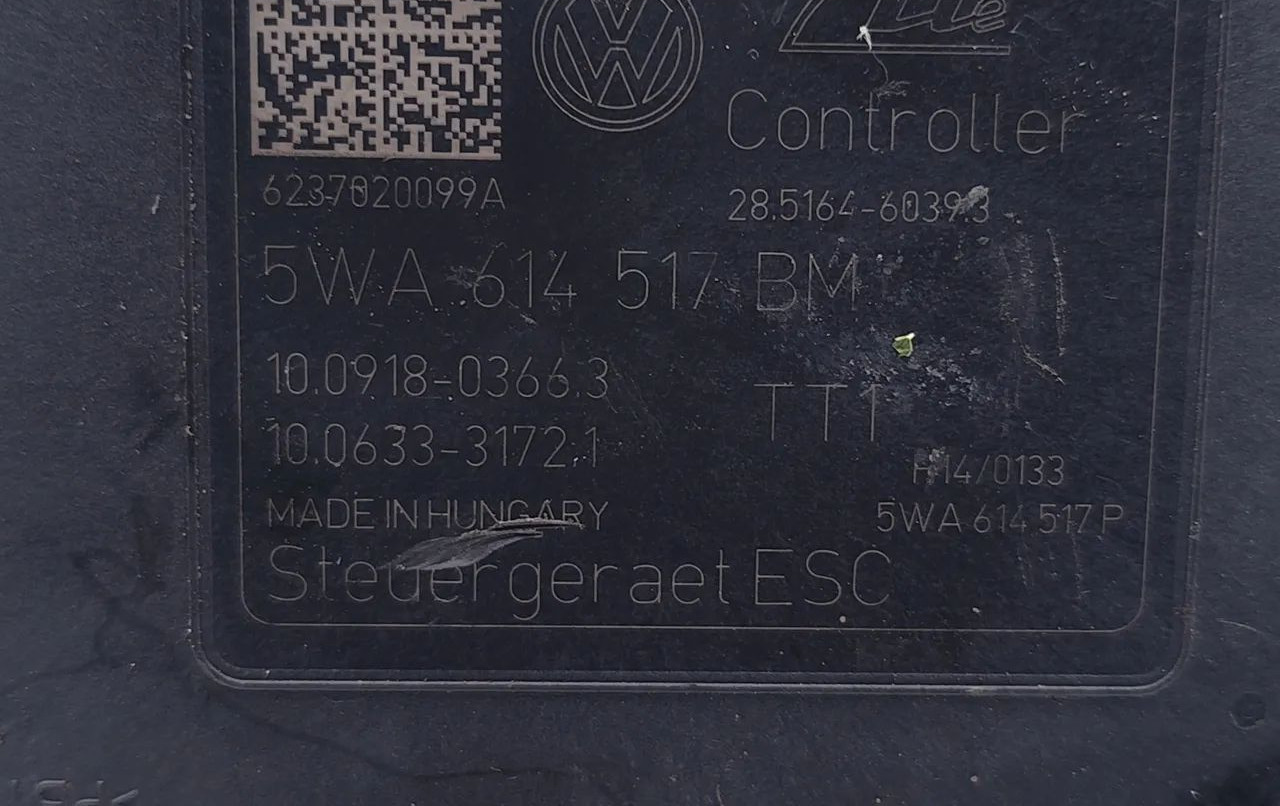 Ate
Controller
6237020099A
28.5164-6039.3
5WA 614 517 BM
10.0918-0366.3
TT1
10.0633-3172.1
H14/0133
MADE IN HUNGARY
5WA 614 517 P
Steuergeraet ESC